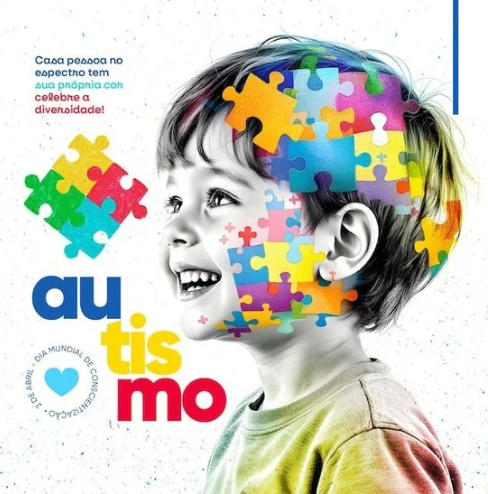 Casa pessoa no
espectro tem
sua própria cor
celebre a
diversidade!
au
tis
mo
2 DE ABRIL - DIA MUNDIAL DE CONSCIENTIZAÇÃO •